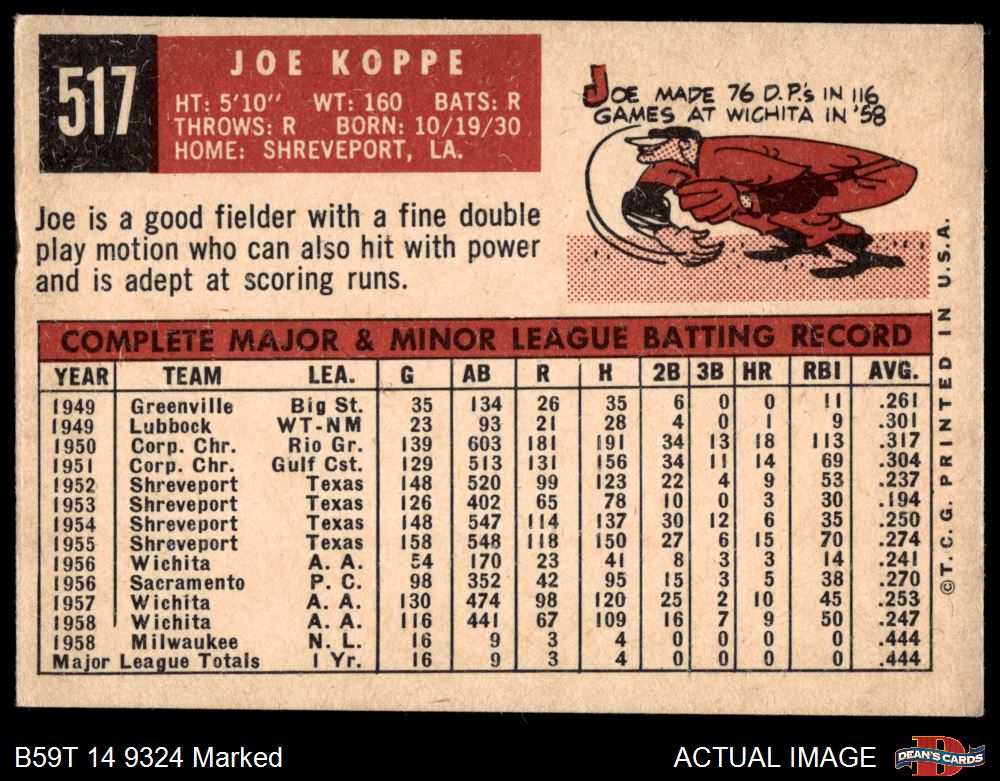 517
JOE KOPPE
HT: 5'10" WT: 160 BATS: R
THROWS: R BORN: 10/19/30
HOME: SHREVEPORT, LA.
JOE MADE 76 D.P.'s IN 116
GAMES AT WICHITA IN '58
Joe is a good fielder with a fine double
play motion who can also hit with power
and is adept at scoring runs.
COMPLETE MAJOR & MINOR LEAGUE BATTING RECORD
YEAR TEAM LEA. G AB R H 2B 3B HR RBI AVG.
1949 Greenville Big St. 35 134 26 35 6 0 0 11 .261
1949 Lubbock WT-NM 23 93 21 28 4 0 1 9 .301
1950 Corp. Chr. Rio Gr. 139 603 181 191 34 13 18 113 .317
1951 Corp. Chr. Gulf Cst. 129 513 131 156 34 11 14 69 .304
1952 Shreveport Texas 148 520 99 123 22 4 9 53 .237
1953 Shreveport Texas 126 402 65 78 10 0 3 30 .194
1954 Shreveport Texas 148 547 114 137 30 12 6 35 .250
1955 Shreveport Texas 158 548 118 150 27 6 15 70 .274
1956 Wichita A. A. 54 170 23 41 8 3 3 14 .241
1956 Sacramento P. C. 98 352 42 95 15 3 5 38 .270
1957 Wichita A. A. 130 474 98 120 25 2 10 45 .253
1958 Wichita A. A. 116 441 67 109 16 7 9 50 .247
1958 Milwaukee N. L. 16 9 3 4 0 0 0 0 .444
Major League Totals 1 Yr. 16 9 3 4 0 0 0 0 .444
©T. C. G. PRINTED IN U.S.A.
B59T 14 9324 Marked
ACTUAL IMAGE
D
DEAN'S CARDS